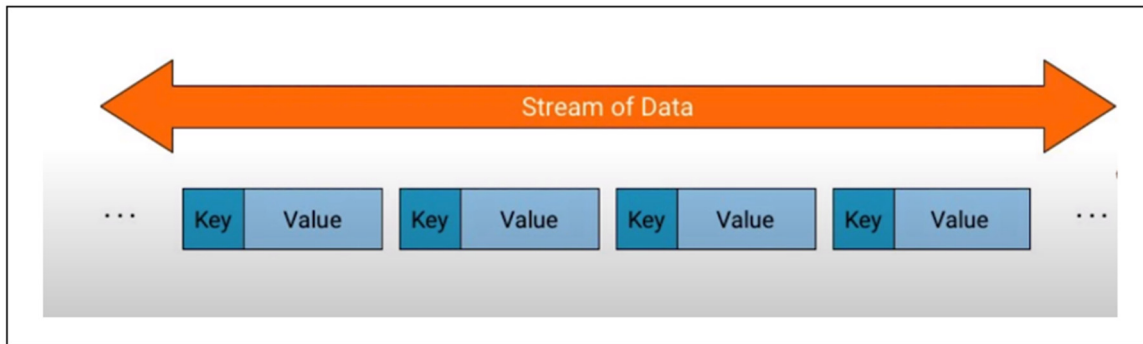 Stream of Data
... Key Value Key Value Key Value Key Value ...